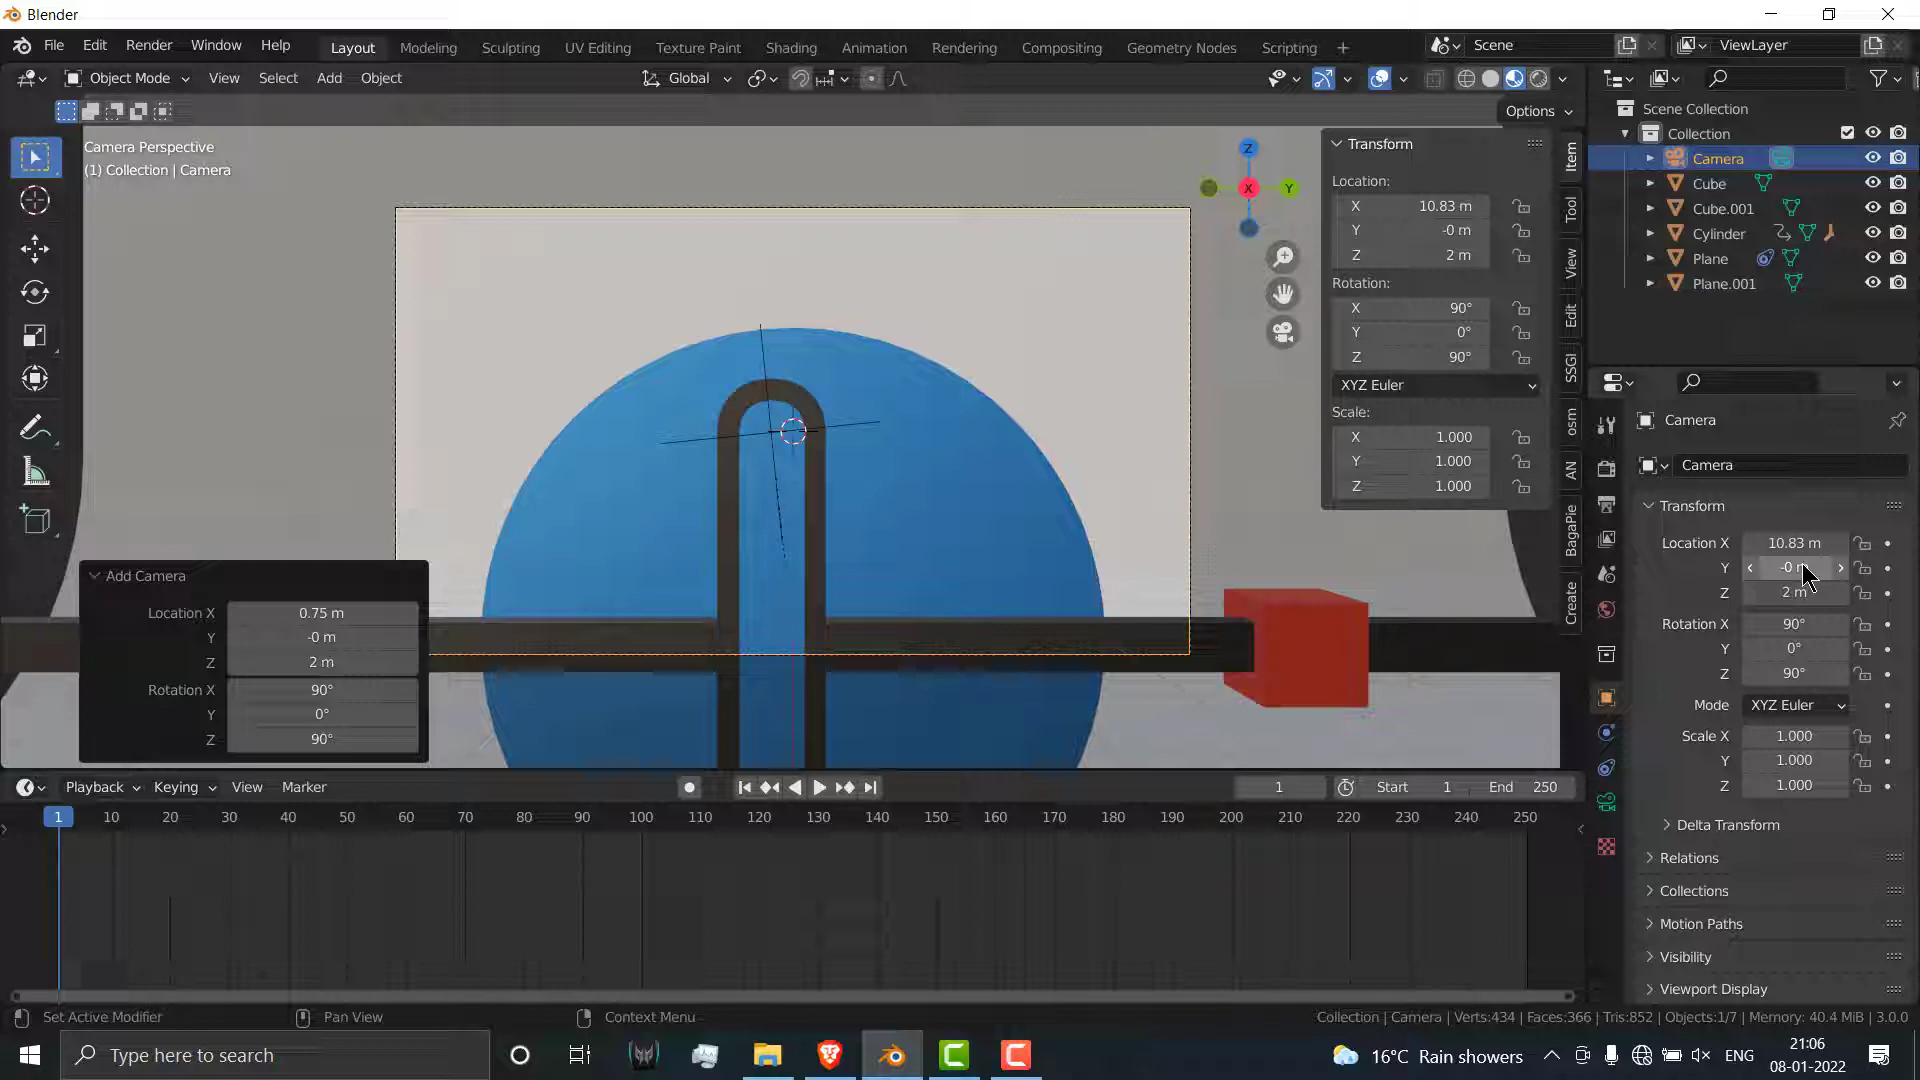 Blender
File Edit Render Window Help
Layout Modeling Sculpting UV Editing Texture Paint Shading Animation Rendering Compositing Geometry Nodes Scripting +
Scene ViewLayer
Object Mode View Select Add Object Global
Options
Camera Perspective
(1) Collection | Camera
Z
X
Y
Transform
Location:
X 10.83 m
Y -0 m
Z 2 m
Rotation:
X 90°
Y 0°
Z 90°
XYZ Euler
Scale:
X 1.000
Y 1.000
Z 1.000
Item
Tool
View
Edit
SSGI
osm
AN
BagaPie
Create
Scene Collection
Collection
Camera
Cube
Cube.001
Cylinder
Plane
Plane.001
Camera
Camera
Transform
Location X 10.83 m
Y -0 m
Z 2 m
Rotation X 90°
Y 0°
Z 90°
Mode XYZ Euler
Scale X 1.000
Y 1.000
Z 1.000
Delta Transform
Relations
Collections
Motion Paths
Visibility
Viewport Display
Add Camera
Location X 0.75 m
Y -0 m
Z 2 m
Rotation X 90°
Y 0°
Z 90°
Playback Keying View Marker 1 Start 1 End 250
1 10 20 30 40 50 60 70 80 90 100 110 120 130 140 150 160 170 180 190 200 210 220 230 240 250
Set Active Modifier Pan View Context Menu Collection | Camera | Verts:434 | Faces:366 | Tris:852 | Objects:1/7 | Memory: 40.4 MiB | 3.0.0
Type here to search 16°C Rain showers ENG 21:06
08-01-2022